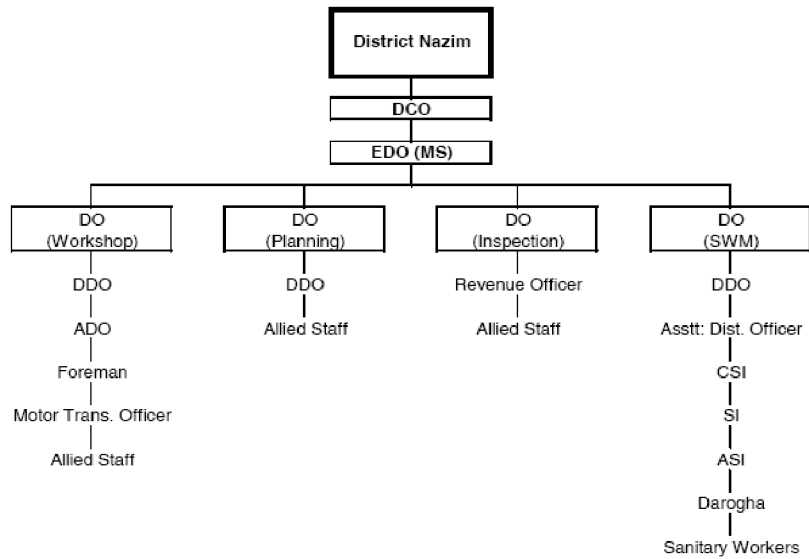 District Nazim
DCO
EDO (MS)
DO
(Workshop)
DO
(Planning)
DO
(Inspection)
DO
(SWM)
DDO
DDO
Revenue Officer
DDO
ADO
Allied Staff
Allied Staff
Asstt: Dist. Officer
Foreman
CSI
Motor Trans. Officer
SI
Allied Staff
ASI
Darogha
Sanitary Workers